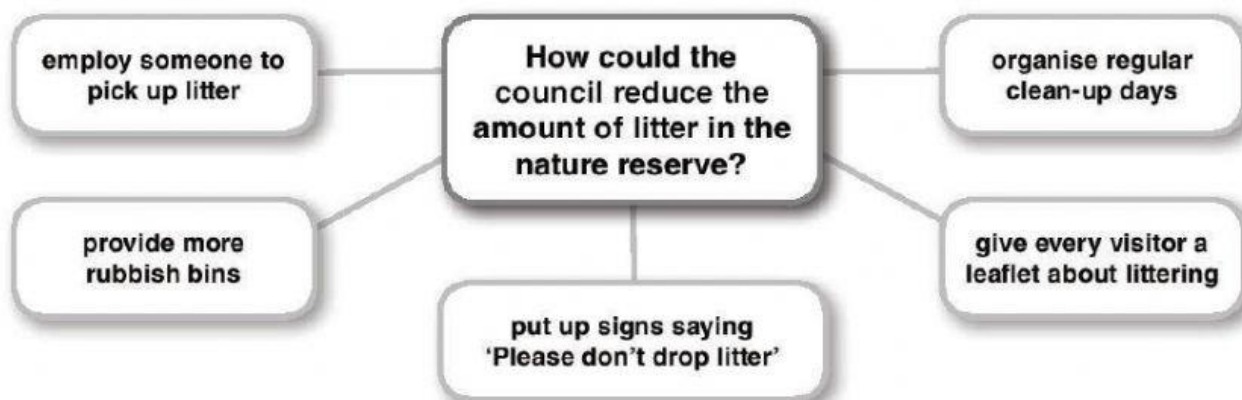 How could the
council reduce the
amount of litter in the
nature reserve?
employ someone to
pick up litter
organise regular
clean-up days
provide more
rubbish bins
give every visitor a
leaflet about littering
put up signs saying
‘Please don’t drop litter’